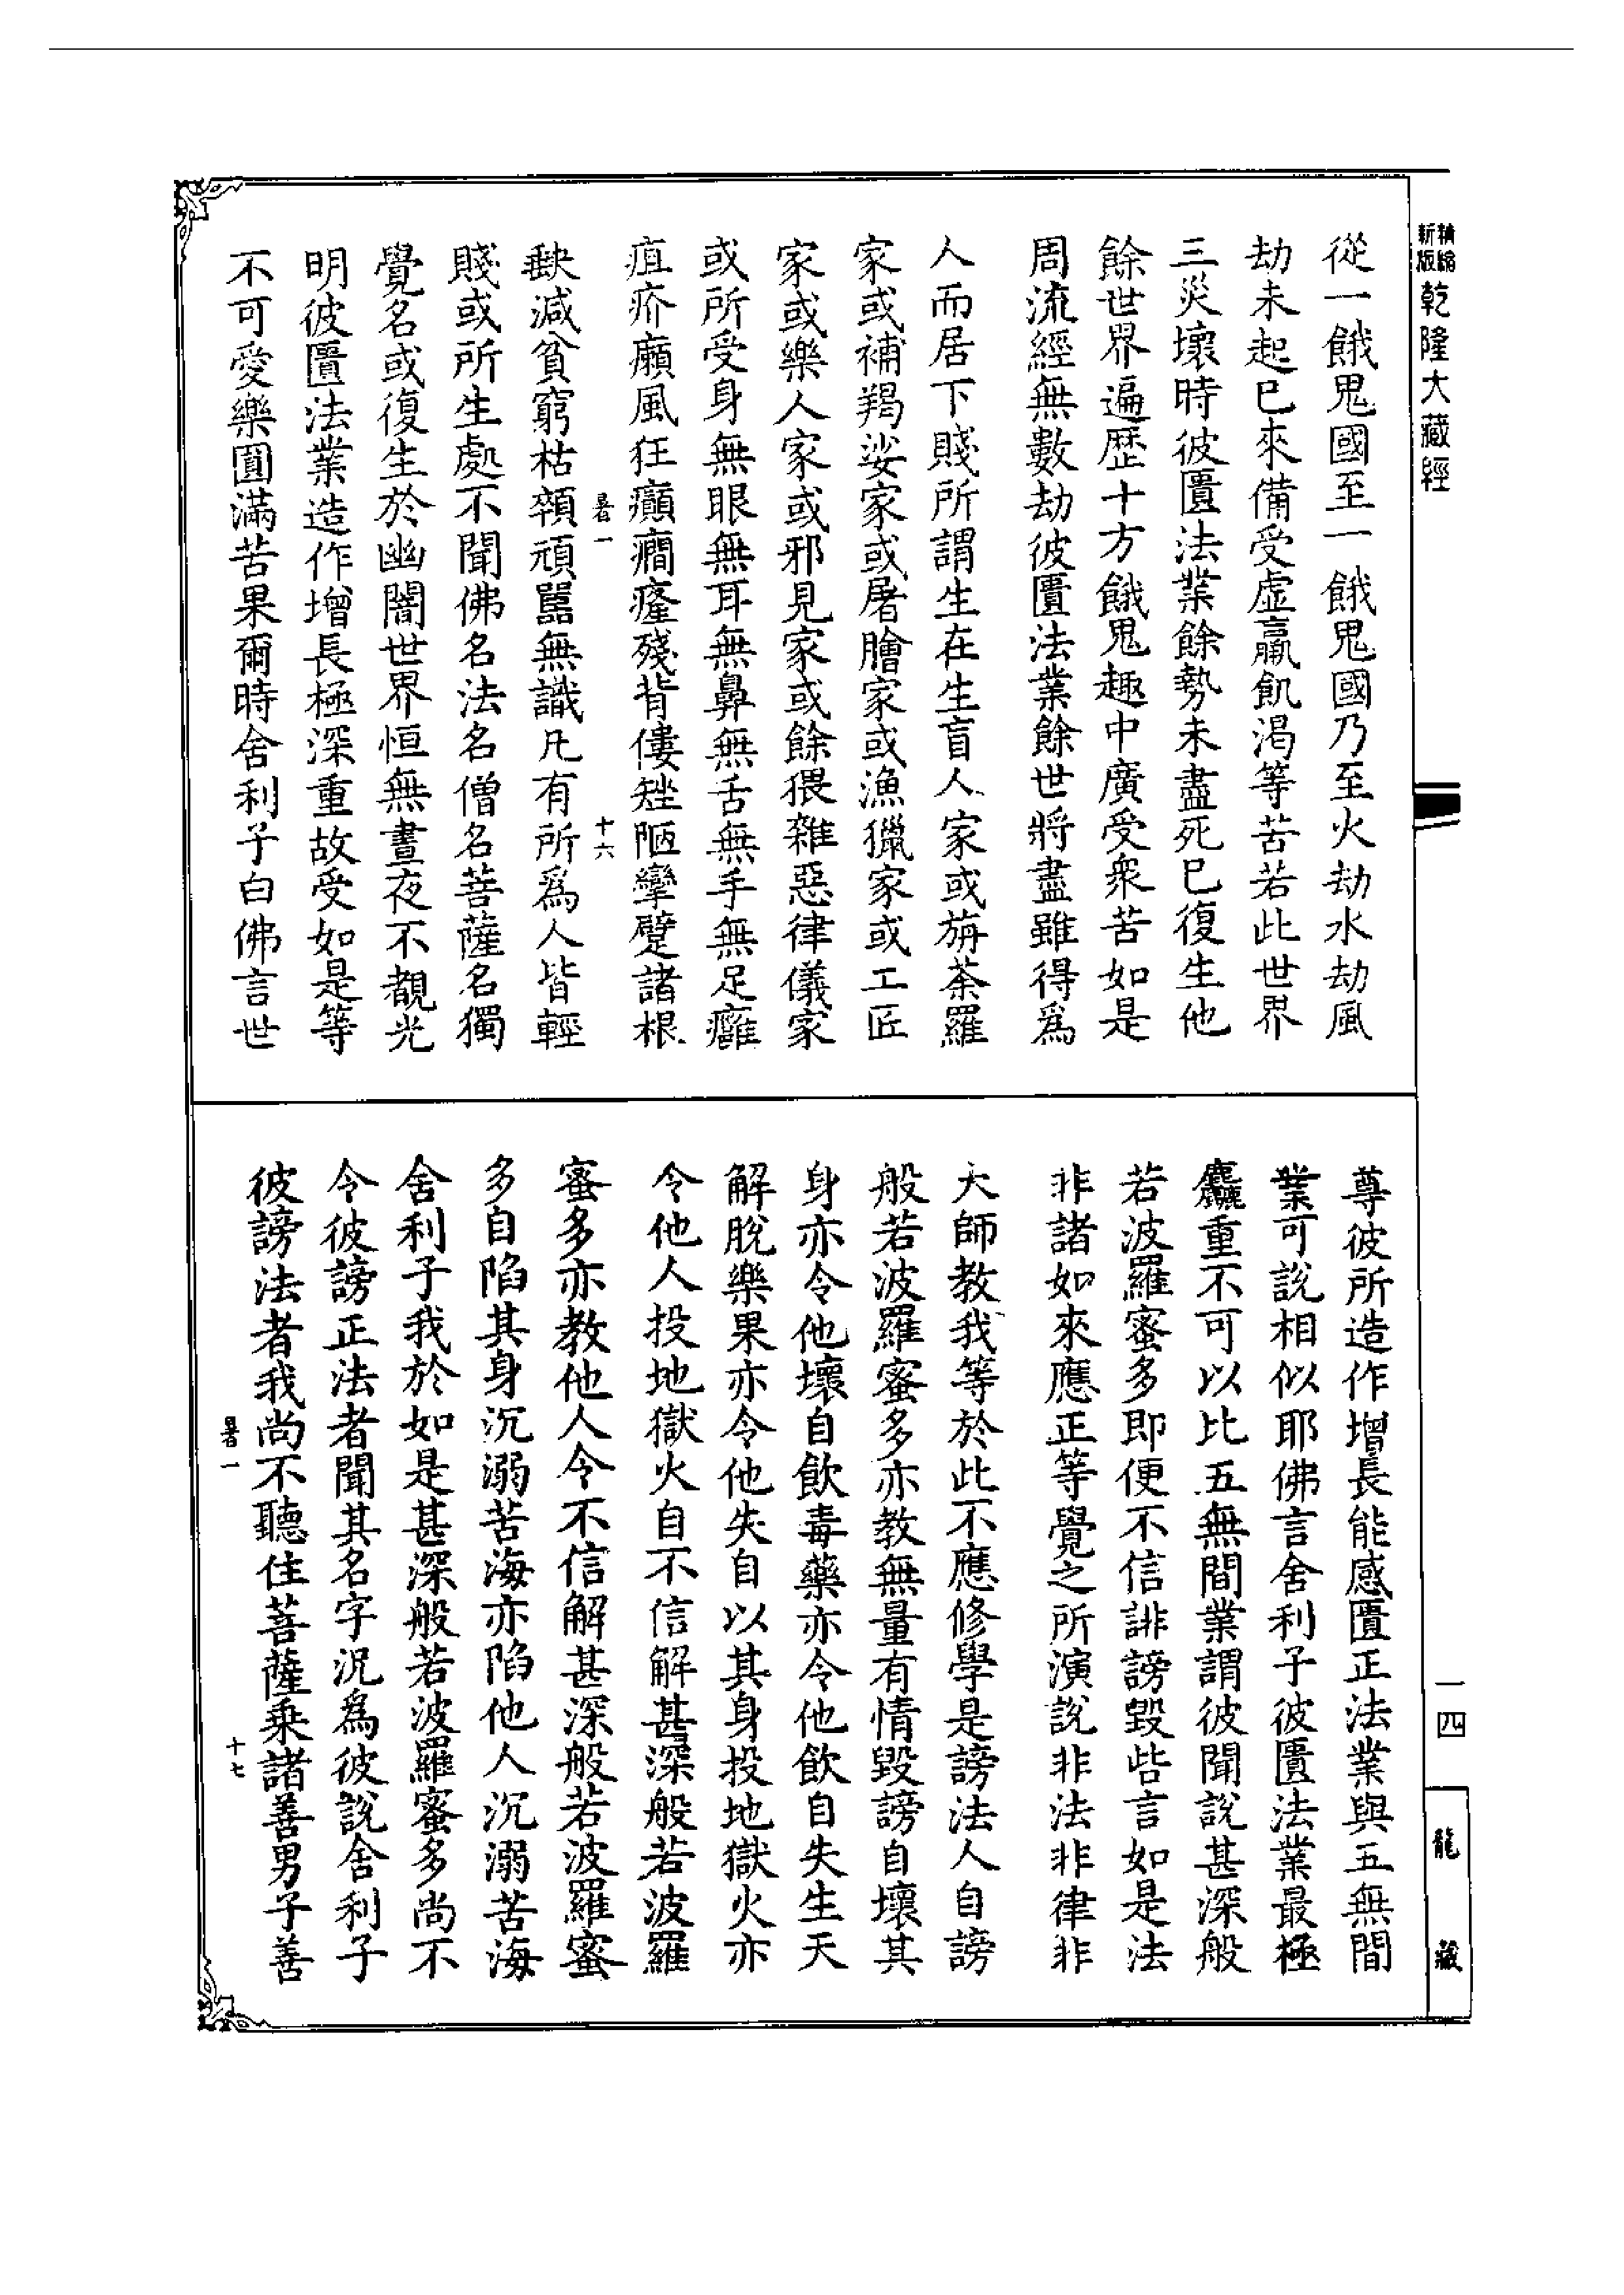 精縮新版乾隆大藏經
從一餓鬼國至一餓鬼國乃至火劫水劫風
劫未起已來備受虛羸飢渴等苦若此世界
三災壞時彼匱法業餘勢未盡死已復生他
餘世界遍歷十方餓鬼趣中廣受衆苦如是
周流經無數劫彼匱法業餘世將盡雖得爲
人而居下賤所謂生在生盲人家或旃荼羅
家或補羯娑家或屠膾家或漁獵家或工匠
家或樂人家或邪見家或餘猥雜惡律儀家
或所受身無眼無耳無鼻無舌無手無足癰
疽疥癩風狂癲癎癃殘背僂矬陋攣躄諸根
暑一 十六
缺減貧窮枯顇頑嚚無識凡有所爲人皆輕
賤或所生處不聞佛名法名僧名菩薩名獨
覺名或復生於幽闇世界恒無晝夜不覩光
明彼匱法業造作增長極深重故受如是等
不可愛樂圓滿苦果爾時舍利子白佛言世
尊彼所造作增長能感匱正法業與五無間
業可說相似耶佛言舍利子彼匱法業最極
麤重不可以比五無間業謂彼聞說甚深般
若波羅蜜多即便不信誹謗毀呰言如是法
非諸如來應正等覺之所演說非法非律非
大師教我等於此不應修學是謗法人自謗
般若波羅蜜多亦教無量有情毀謗自壞其
身亦令他壞自飲毒藥亦令他飲自失生天
解脫樂果亦令他失自以其身投地獄火亦
令他人投地獄火自不信解甚深般若波羅
蜜多亦教他人令不信解甚深般若波羅蜜
多自陷其身沉溺苦海亦陷他人沉溺苦海
舍利子我於如是甚深般若波羅蜜多尚不
令彼謗正法者聞其名字況爲彼說舍利子
彼謗法者我尚不聽住菩薩乘諸善男子善
暑一 十七
一四
龍藏